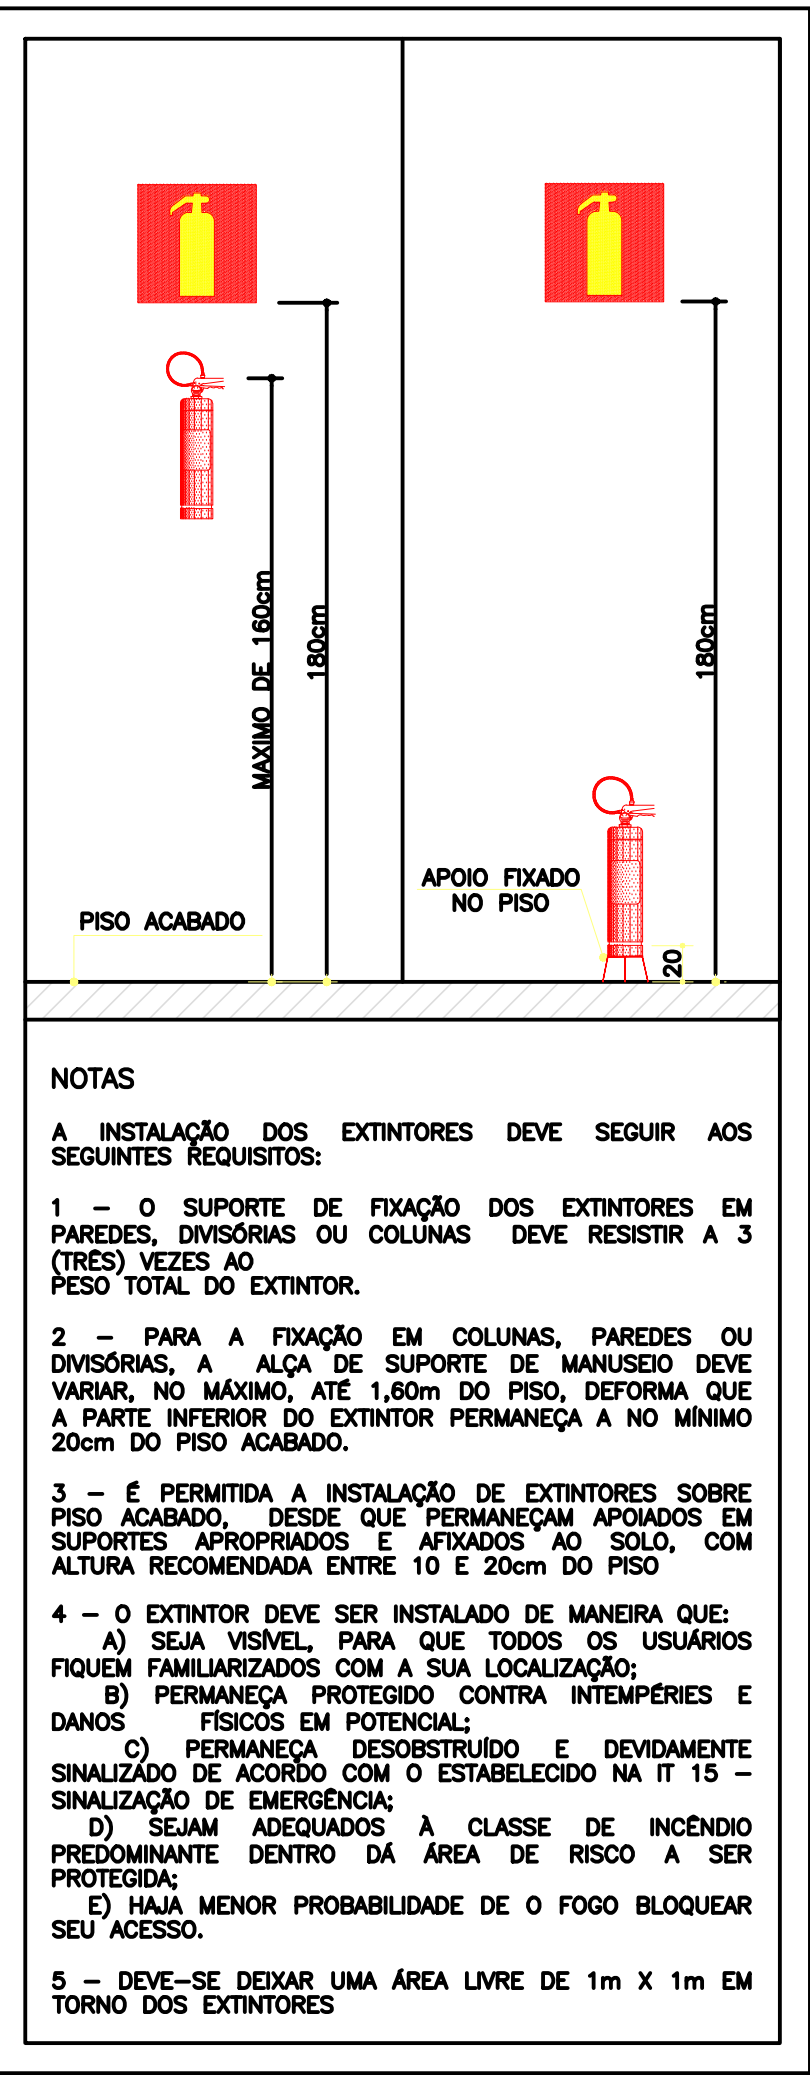 MAXIMO DE 160cm
180cm
180cm
APOIO FIXADO
NO PISO
PISO ACABADO
20
NOTAS
A INSTALAÇÃO DOS EXTINTORES DEVE SEGUIR AOS
SEGUINTES REQUISITOS:
1 – O SUPORTE DE FIXAÇÃO DOS EXTINTORES EM
PAREDES, DIVISÓRIAS OU COLUNAS DEVE RESISTIR A 3
(TRÊS) VEZES AO
PESO TOTAL DO EXTINTOR.
2 – PARA A FIXAÇÃO EM COLUNAS, PAREDES OU
DIVISÓRIAS, A ALÇA DE SUPORTE DE MANUSEIO DEVE
VARIAR, NO MÁXIMO, ATÉ 1,60m DO PISO, DEFORMA QUE
A PARTE INFERIOR DO EXTINTOR PERMANEÇA A NO MÍNIMO
20cm DO PISO ACABADO.
3 – É PERMITIDA A INSTALAÇÃO DE EXTINTORES SOBRE
PISO ACABADO, DESDE QUE PERMANEÇAM APOIADOS EM
SUPORTES APROPRIADOS E AFIXADOS AO SOLO, COM
ALTURA RECOMENDADA ENTRE 10 E 20cm DO PISO
4 – O EXTINTOR DEVE SER INSTALADO DE MANEIRA QUE:
A) SEJA VISÍVEL, PARA QUE TODOS OS USUÁRIOS
FIQUEM FAMILIARIZADOS COM A SUA LOCALIZAÇÃO;
B) PERMANEÇA PROTEGIDO CONTRA INTEMPÉRIES E
DANOS FÍSICOS EM POTENCIAL;
C) PERMANEÇA DESOBSTRUÍDO E DEVIDAMENTE
SINALIZADO DE ACORDO COM O ESTABELECIDO NA IT 15 –
SINALIZAÇÃO DE EMERGÊNCIA;
D) SEJAM ADEQUADOS À CLASSE DE INCÊNDIO
PREDOMINANTE DENTRO DÁ ÁREA DE RISCO A SER
PROTEGIDA;
E) HAJA MENOR PROBABILIDADE DE O FOGO BLOQUEAR
SEU ACESSO.
5 – DEVE–SE DEIXAR UMA ÁREA LIVRE DE 1m X 1m EM
TORNO DOS EXTINTORES